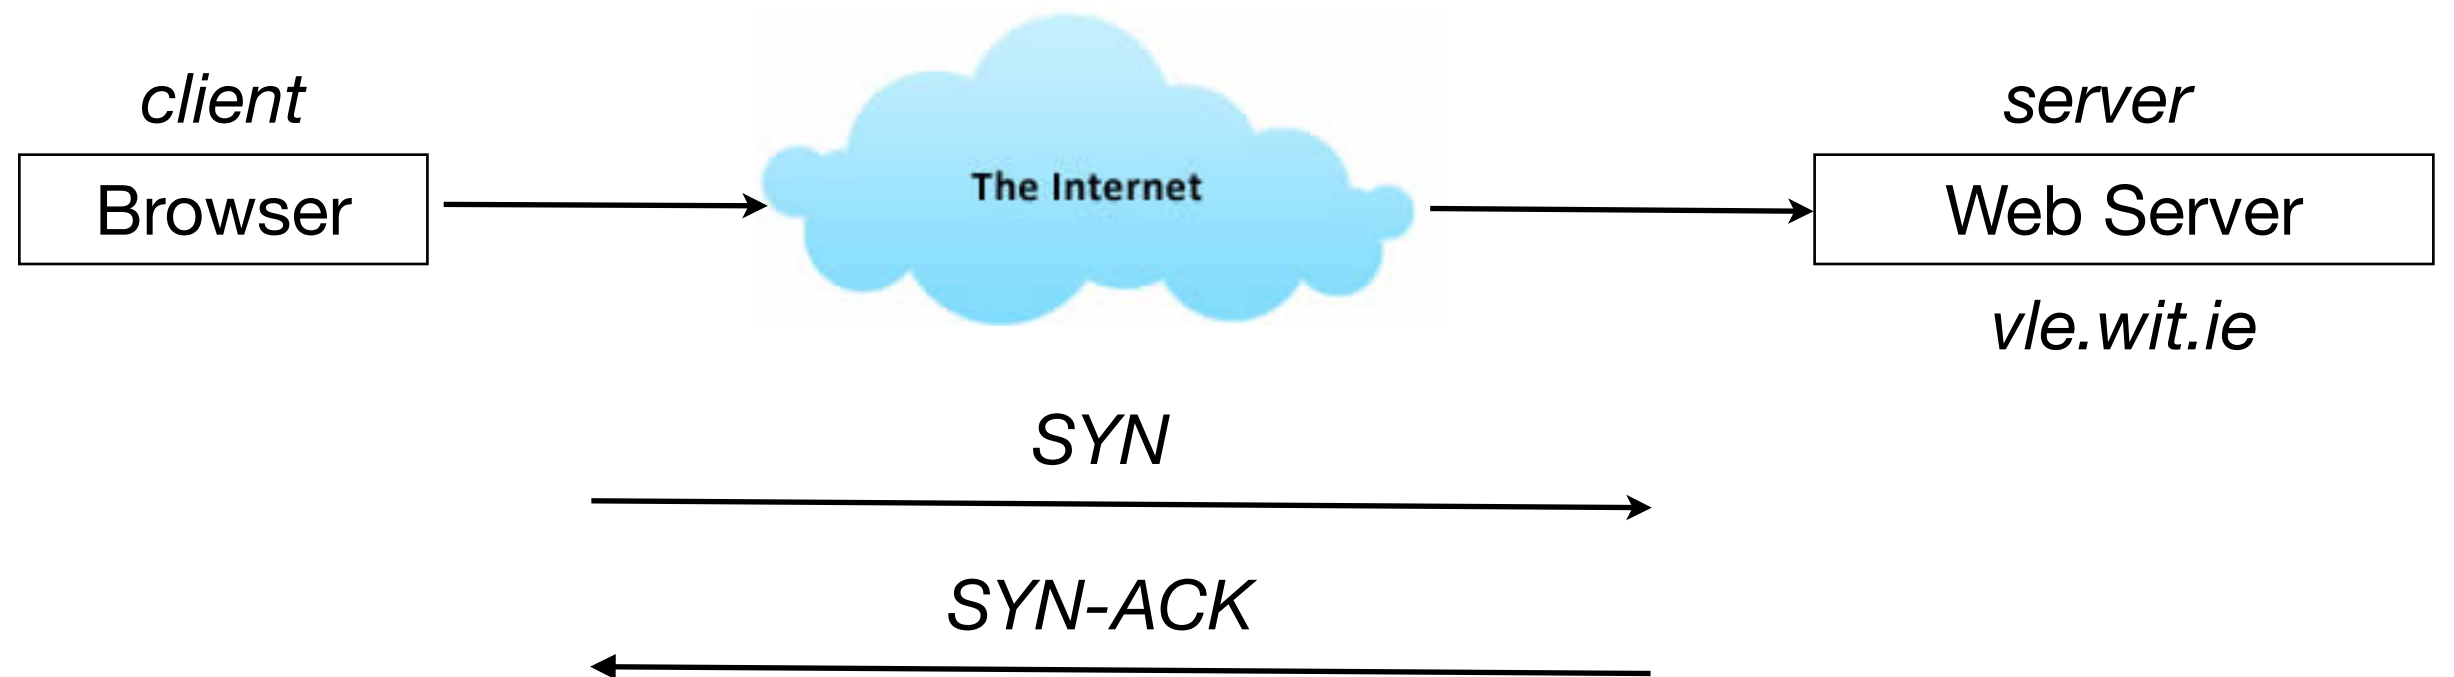 client
server
Browser
The Internet
Web Server
vle.wit.ie
SYN
SYN-ACK